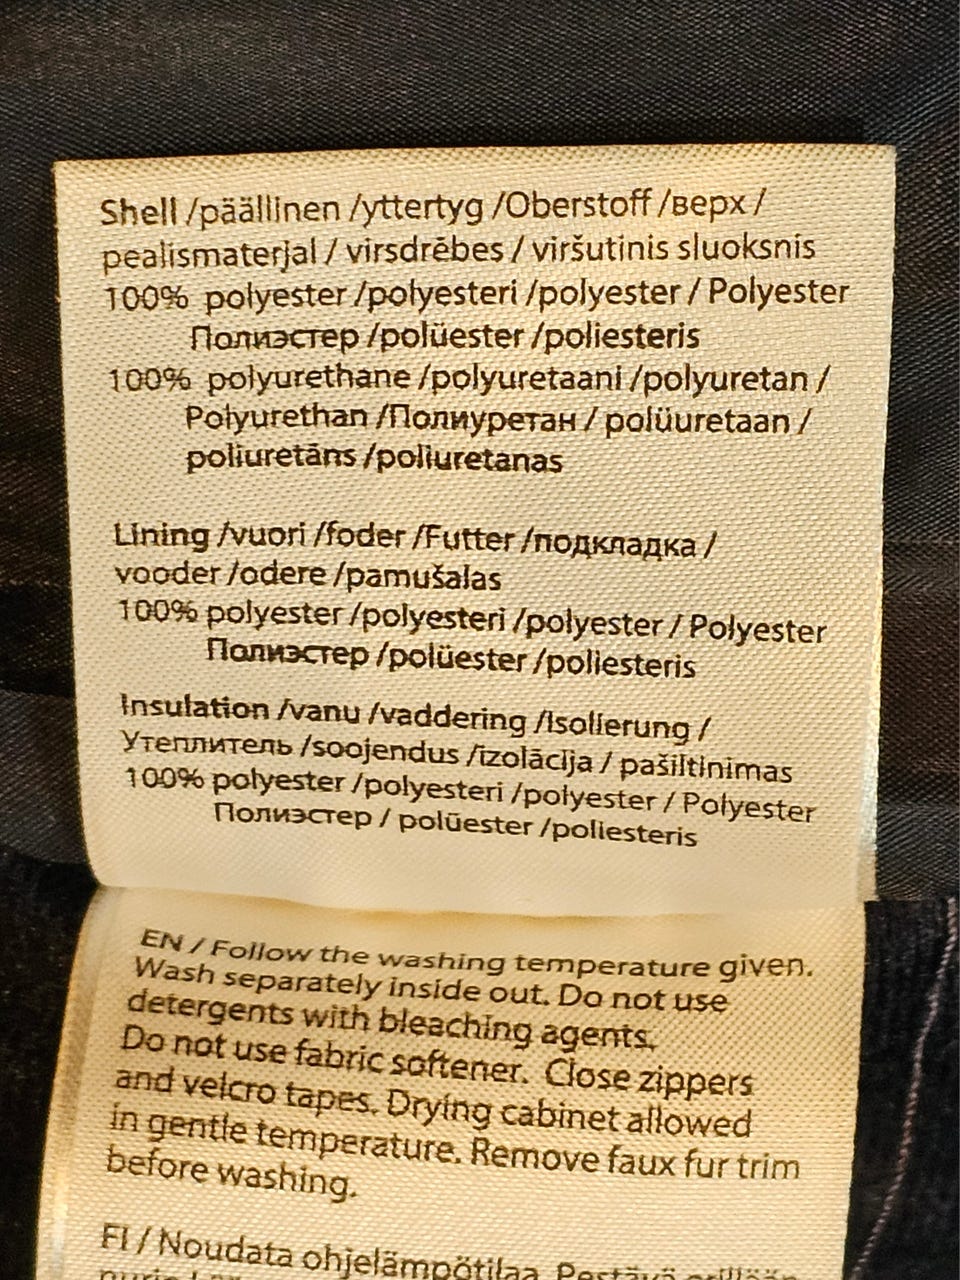 Shell /päällinen /yttertyg /Oberstoff /верх /
pealismaterjal / virsdrēbes / viršutinis sluoksnis
100% polyester /polyesteri /polyester / Polyester
Полиэстер /polüester /poliesteris
100% polyurethane /polyuretaani /polyuretan /
Polyurethan /Полиуретан / polüuretaan /
poliuretāns /poliuretanas
Lining /vuori /foder /Futter /подкладка /
vooder /odere /pamušalas
100% polyester /polyesteri /polyester / Polyester
Полиэстер /polüester /poliesteris
Insulation /vanu /vaddering /Isolierung /
Утеплитель /soojendus /izolācija / pašiltinimas
100% polyester /polyesteri /polyester / Polyester
Полиэстер / polüester /poliesteris
EN / Follow the washing temperature given.
Wash separately inside out. Do not use
detergents with bleaching agents.
Do not use fabric softener. Close zippers
and velcro tapes. Drying cabinet allowed
in gentle temperature. Remove faux fur trim
before washing.
FI / Noudata ohjelämpötilaa. Pestävä erillään